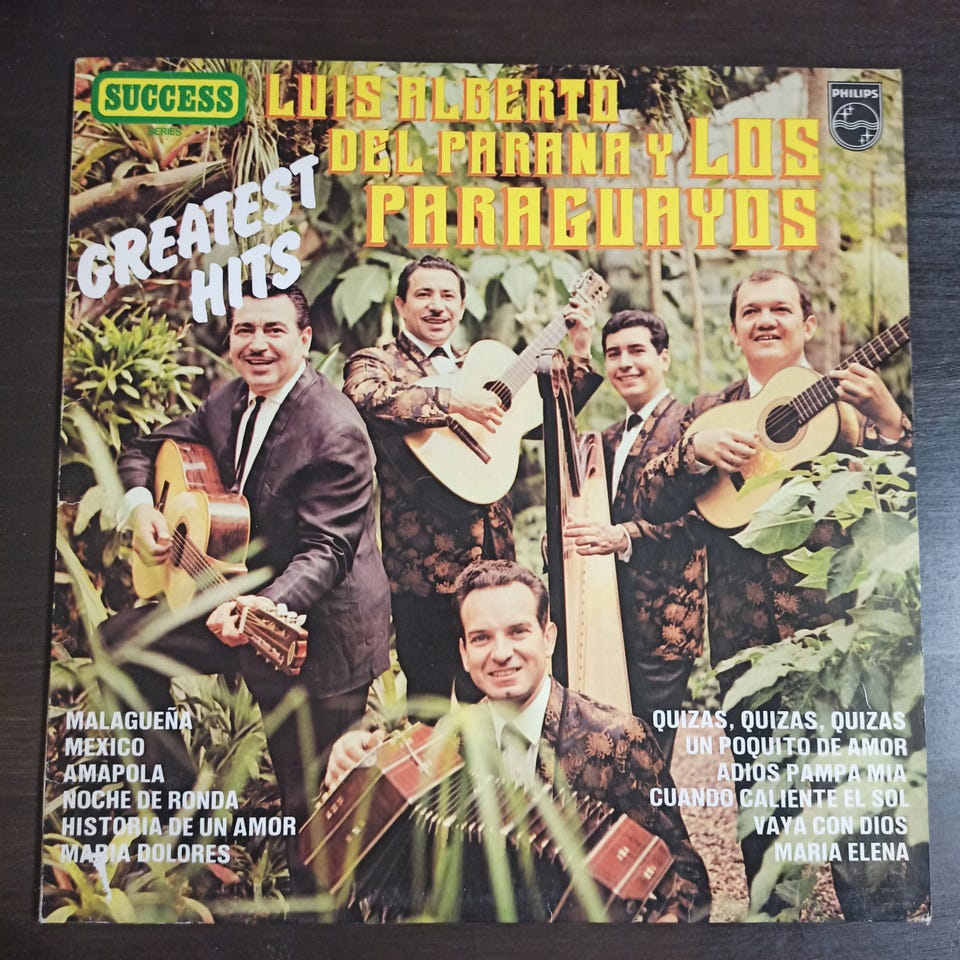 SUCCESS
SERIES
LUIS ALBERTO
DEL PARANA Y LOS
PARAGUAYOS
PHILIPS
GREATEST
HITS
MALAGUEÑA
MEXICO
AMAPOLA
NOCHE DE RONDA
HISTORIA DE UN AMOR
MARIA DOLORES
QUIZAS, QUIZAS, QUIZAS
UN POQUITO DE AMOR
ADIOS PAMPA MIA
CUANDO CALIENTE EL SOL
VAYA CON DIOS
MARIA ELENA